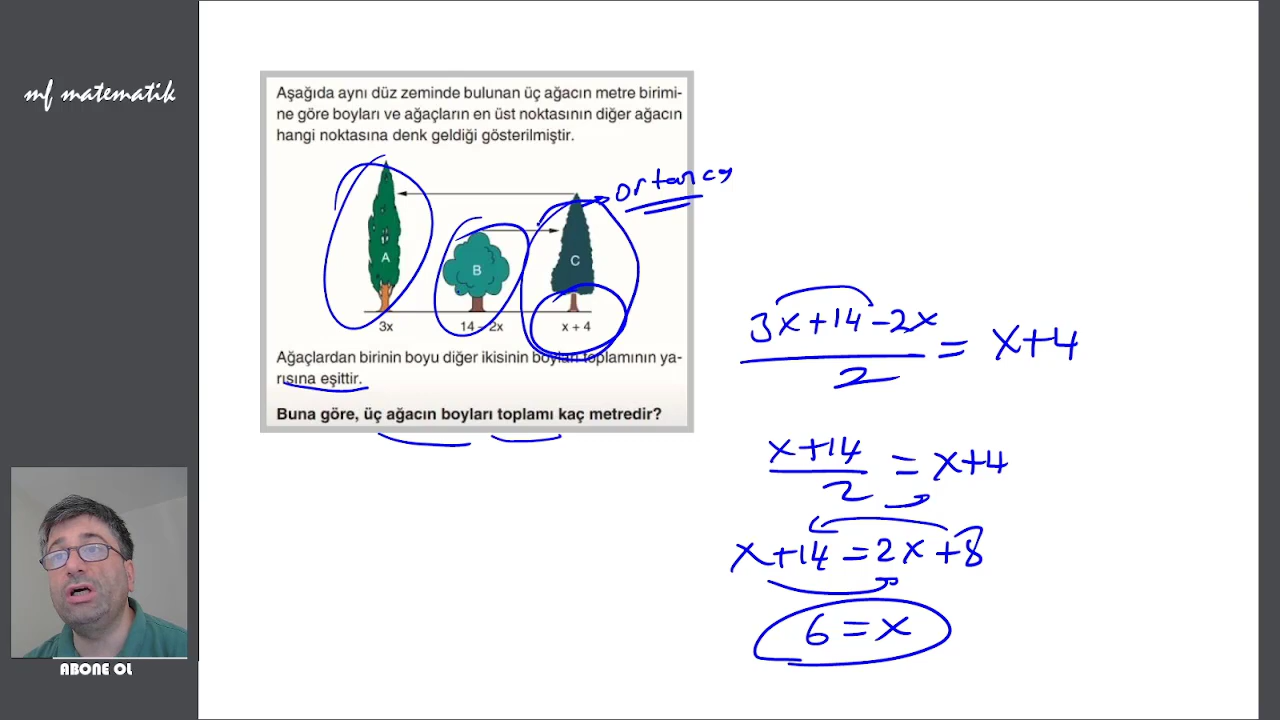 mf matematik
Aşağıda aynı düz zeminde bulunan üç ağacın metre birimi-
ne göre boyları ve ağaçların en üst noktasının diğer ağacın
hangi noktasına denk geldiği gösterilmiştir.
ortancy
A
B
C
3x
14 - 2x
x + 4
Ağaçlardan birinin boyu diğer ikisinin boyları toplamının ya-
rısına eşittir.
Buna göre, üç ağacın boyları toplamı kaç metredir?
3x+14-2x
2
= x+4
x+14
2
= x+4
x+14=2x+8
6=x
ABONE OL